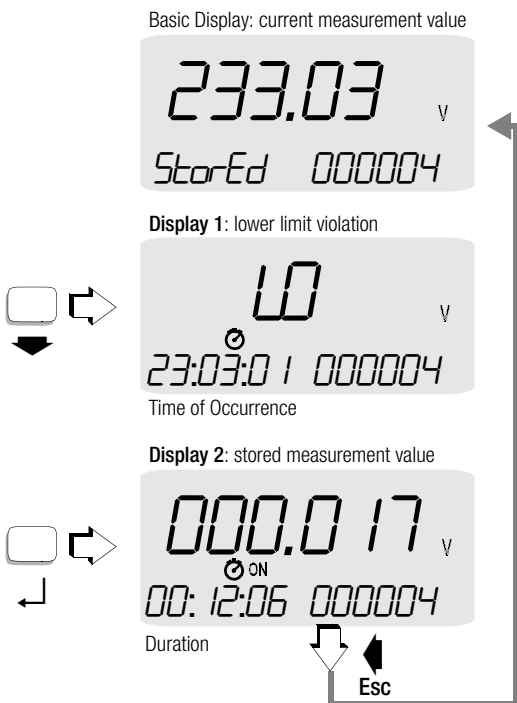 Basic Display: current measurement value
233.03 V
StorEd 000004
Display 1: lower limit violation
LO V
23:03:01 000004
Time of Occurrence
Display 2: stored measurement value
000.017 V
ON
00:12:06 000004
Duration
Esc